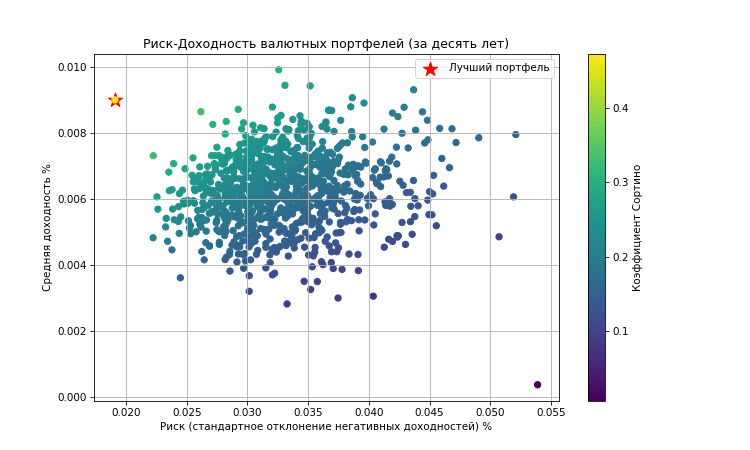 Риск-Доходность валютных портфелей (за десять лет)
Лучший портфель
Средняя доходность %
0.010
0.008
0.006
0.004
0.002
0.000
0.020 0.025 0.030 0.035 0.040 0.045 0.050 0.055
Риск (стандартное отклонение негативных доходностей) %
0.4
0.3
0.2
0.1
Коэффициент Сортино